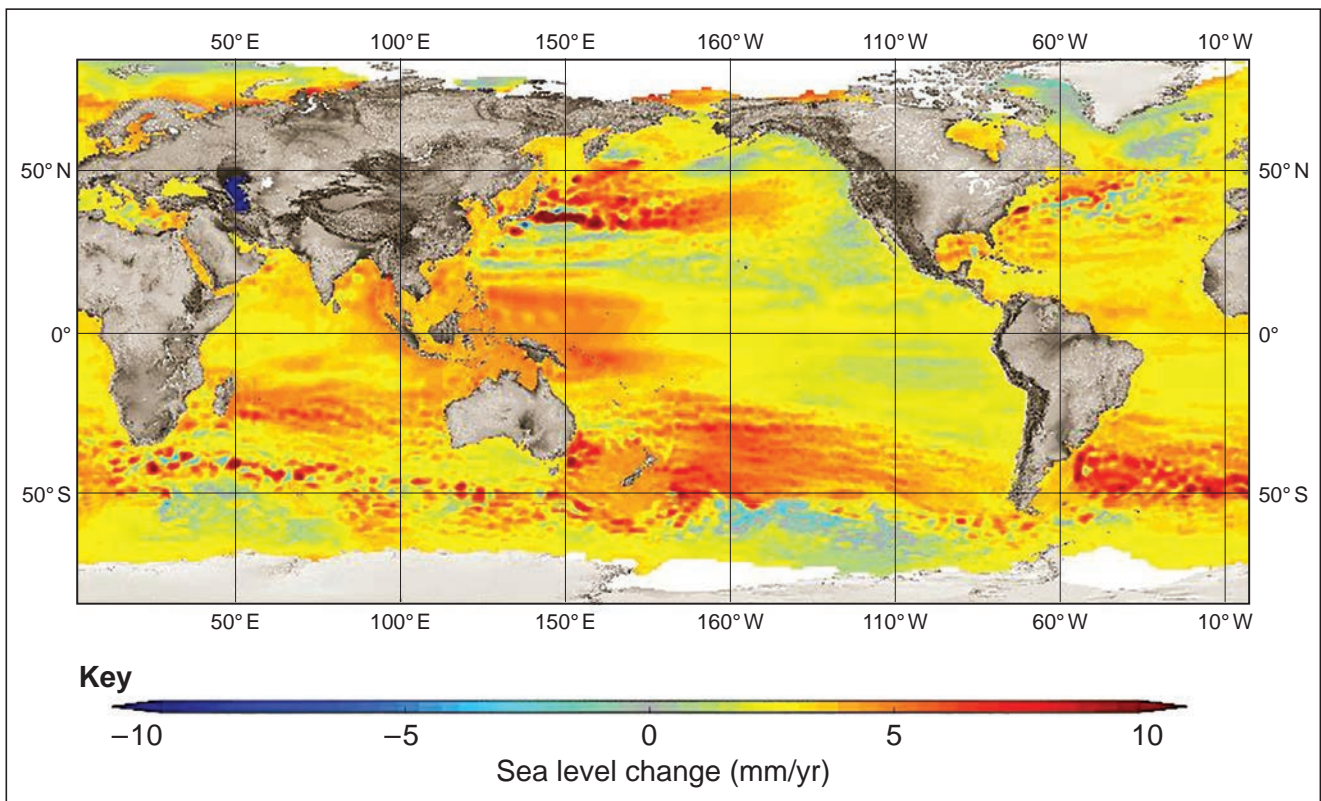 50° E 100° E 150° E 160° W 110° W 60° W 10° W
50° N 50° N
0° 0°
50° S 50° S
50° E 100° E 150° E 160° W 110° W 60° W 10° W
Key
–10 –5 0 5 10
Sea level change (mm/yr)